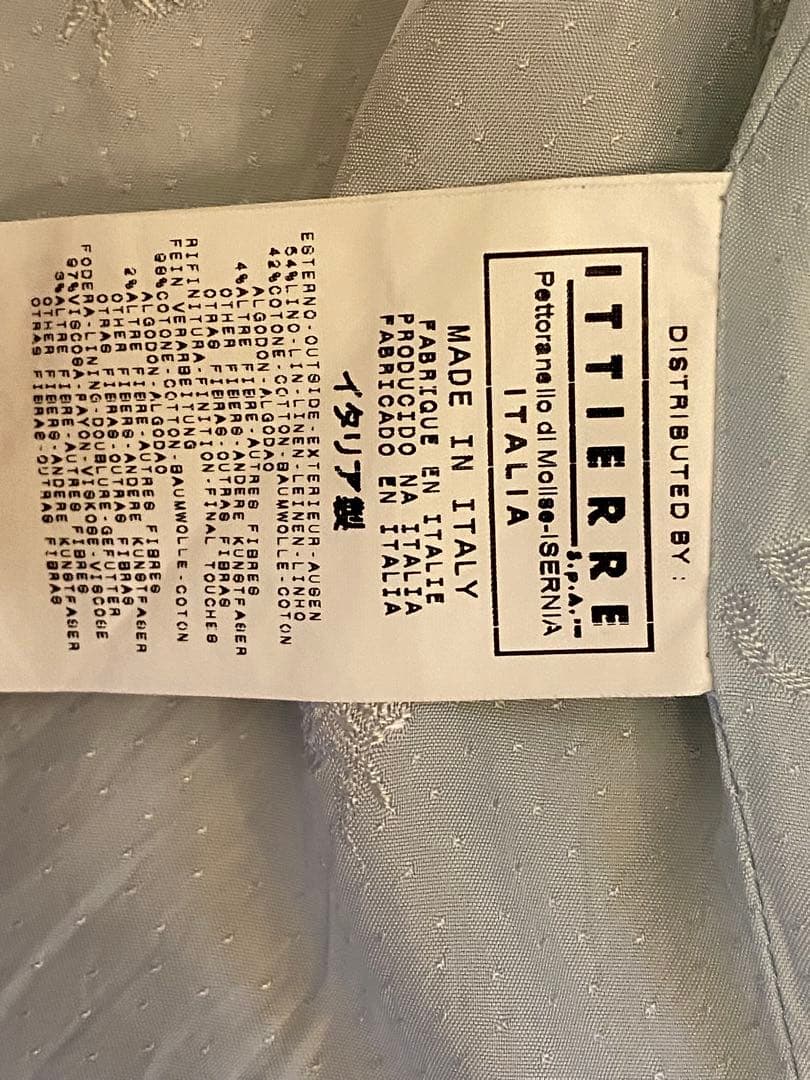 DISTRIBUTED BY :
ITTIERRE
S.P.A.
Pettoranello di Molise-ISERNIA
ITALIA
MADE IN ITALY
FABRIQUE EN ITALIE
PRODUCIDO NA ITALIA
FABRICADO EN ITALIA
イタリア製
ESTERNO-OUTSIDE-EXTERIEUR-AUSEN
54%LINO-LIN-LINEN-LEINEN-LINHO
42%COTONE-COTTON-BAUMWOLLE-COTON
ALGODON-ALGODAO
4%ALTRE FIBRE-AUTRES FIBRES
OTHER FIBERS-ANDERE KUNSTFASER
OTRAS FIBRAS-OUTRAS FIBRAS
RIFINITURA-FINITION-FINAL TOUCHES
FEIN VERARBEITUNG
98%COTONE-COTTON-BAUMWOLLE-COTON
ALGODON-ALGODAO
2%ALTRE FIBRE-AUTRES FIBRES
OTHER FIBERS-ANDERE KUNSTFASER
OTRAS FIBRAS-OUTRAS FIBRAS
FODERA-LINING-DOUBLURE-GEFUTTER
97%VISCOSA-RAYON-VISKOSE-VISCOSE
3%ALTRE FIBRE-AUTRES FIBRES
OTHER FIBERS-ANDERE KUNSTFASER
OTRAS FIBRAS-OUTRAS FIBRAS